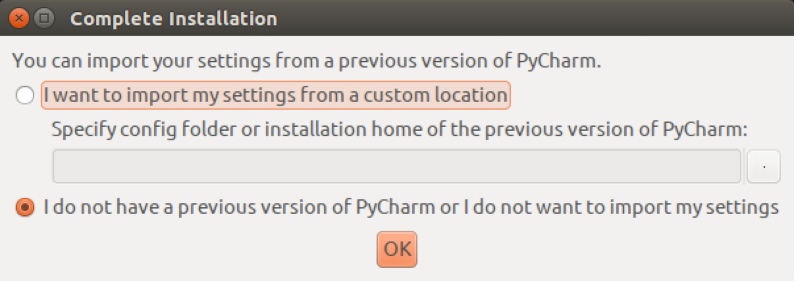 Complete Installation
You can import your settings from a previous version of PyCharm.
I want to import my settings from a custom location
Specify config folder or installation home of the previous version of PyCharm:
.
I do not have a previous version of PyCharm or I do not want to import my settings
OK